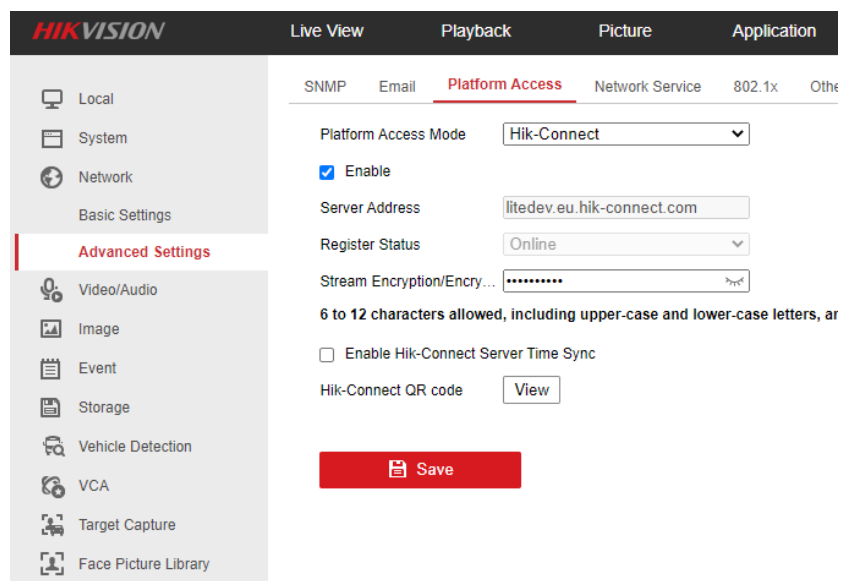 HIKVISION Live View Playback Picture Application
SNMP Email Platform Access Network Service 802.1x Othe
Local
System
Network
Basic Settings
Advanced Settings
Video/Audio
Image
Event
Storage
Vehicle Detection
VCA
Target Capture
Face Picture Library
Platform Access Mode Hik-Connect
Enable
Server Address litedev.eu.hik-connect.com
Register Status Online
Stream Encryption/Encry... ••••••••••
6 to 12 characters allowed, including upper-case and lower-case letters, ar
Enable Hik-Connect Server Time Sync
Hik-Connect QR code View
Save